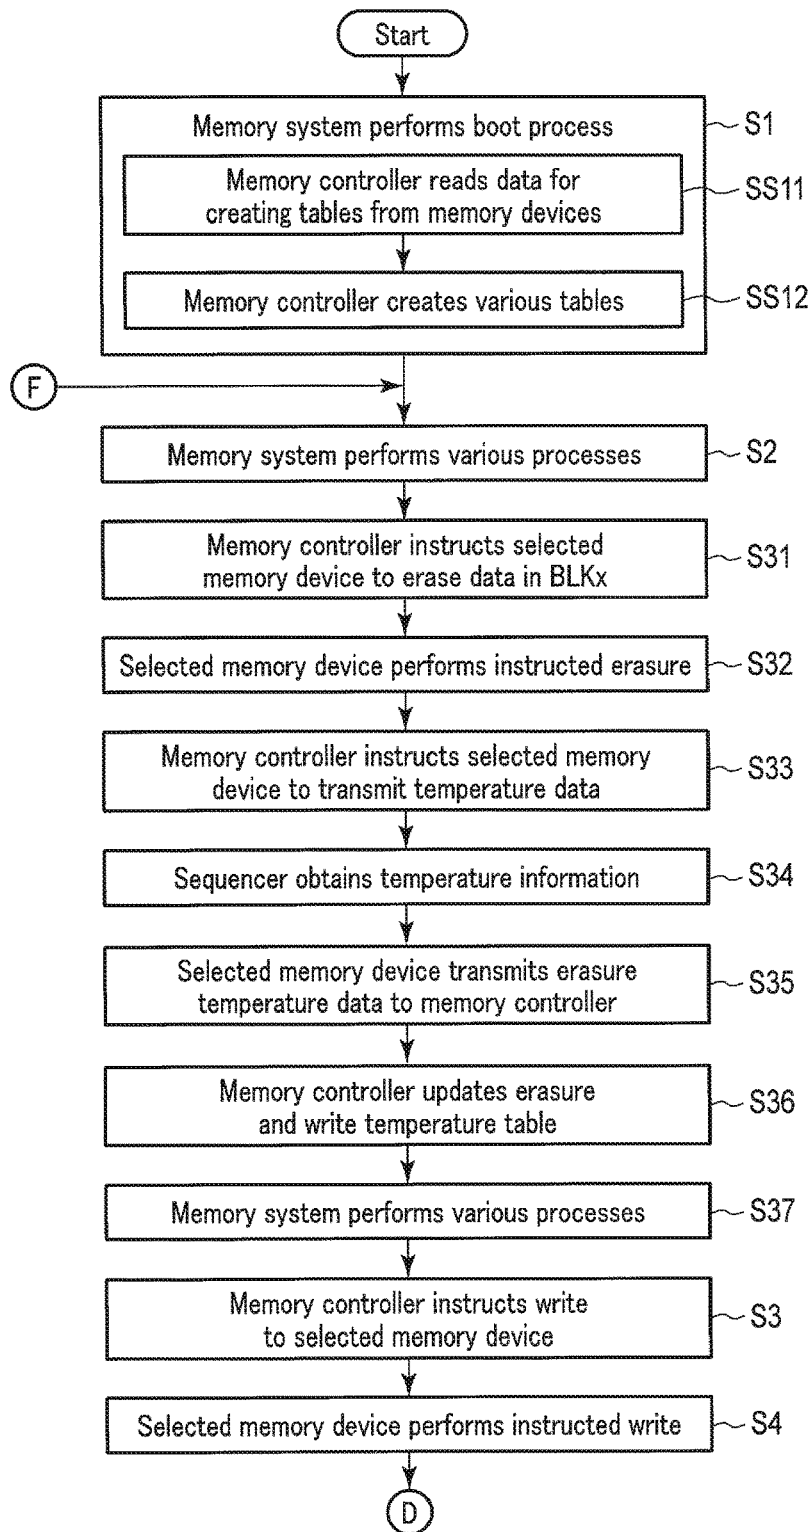 Start
Memory system performs boot process
S1
Memory controller reads data for
creating tables from memory devices
SS11
Memory controller creates various tables
SS12
F
Memory system performs various processes
S2
Memory controller instructs selected
memory device to erase data in BLKx
S31
Selected memory device performs instructed erasure
S32
Memory controller instructs selected memory
device to transmit temperature data
S33
Sequencer obtains temperature information
S34
Selected memory device transmits erasure
temperature data to memory controller
S35
Memory controller updates erasure
and write temperature table
S36
Memory system performs various processes
S37
Memory controller instructs write
to selected memory device
S3
Selected memory device performs instructed write
S4
D